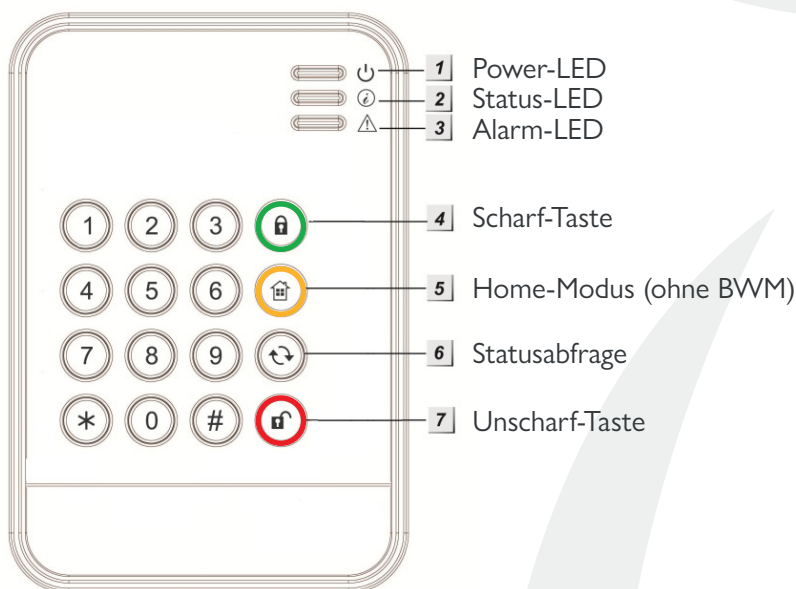 1 Power-LED
2 Status-LED
3 Alarm-LED
1 2 3
4 Scharf-Taste
4 5 6
5 Home-Modus (ohne BWM)
7 8 9
6 Statusabfrage
* 0 #
7 Unscharf-Taste